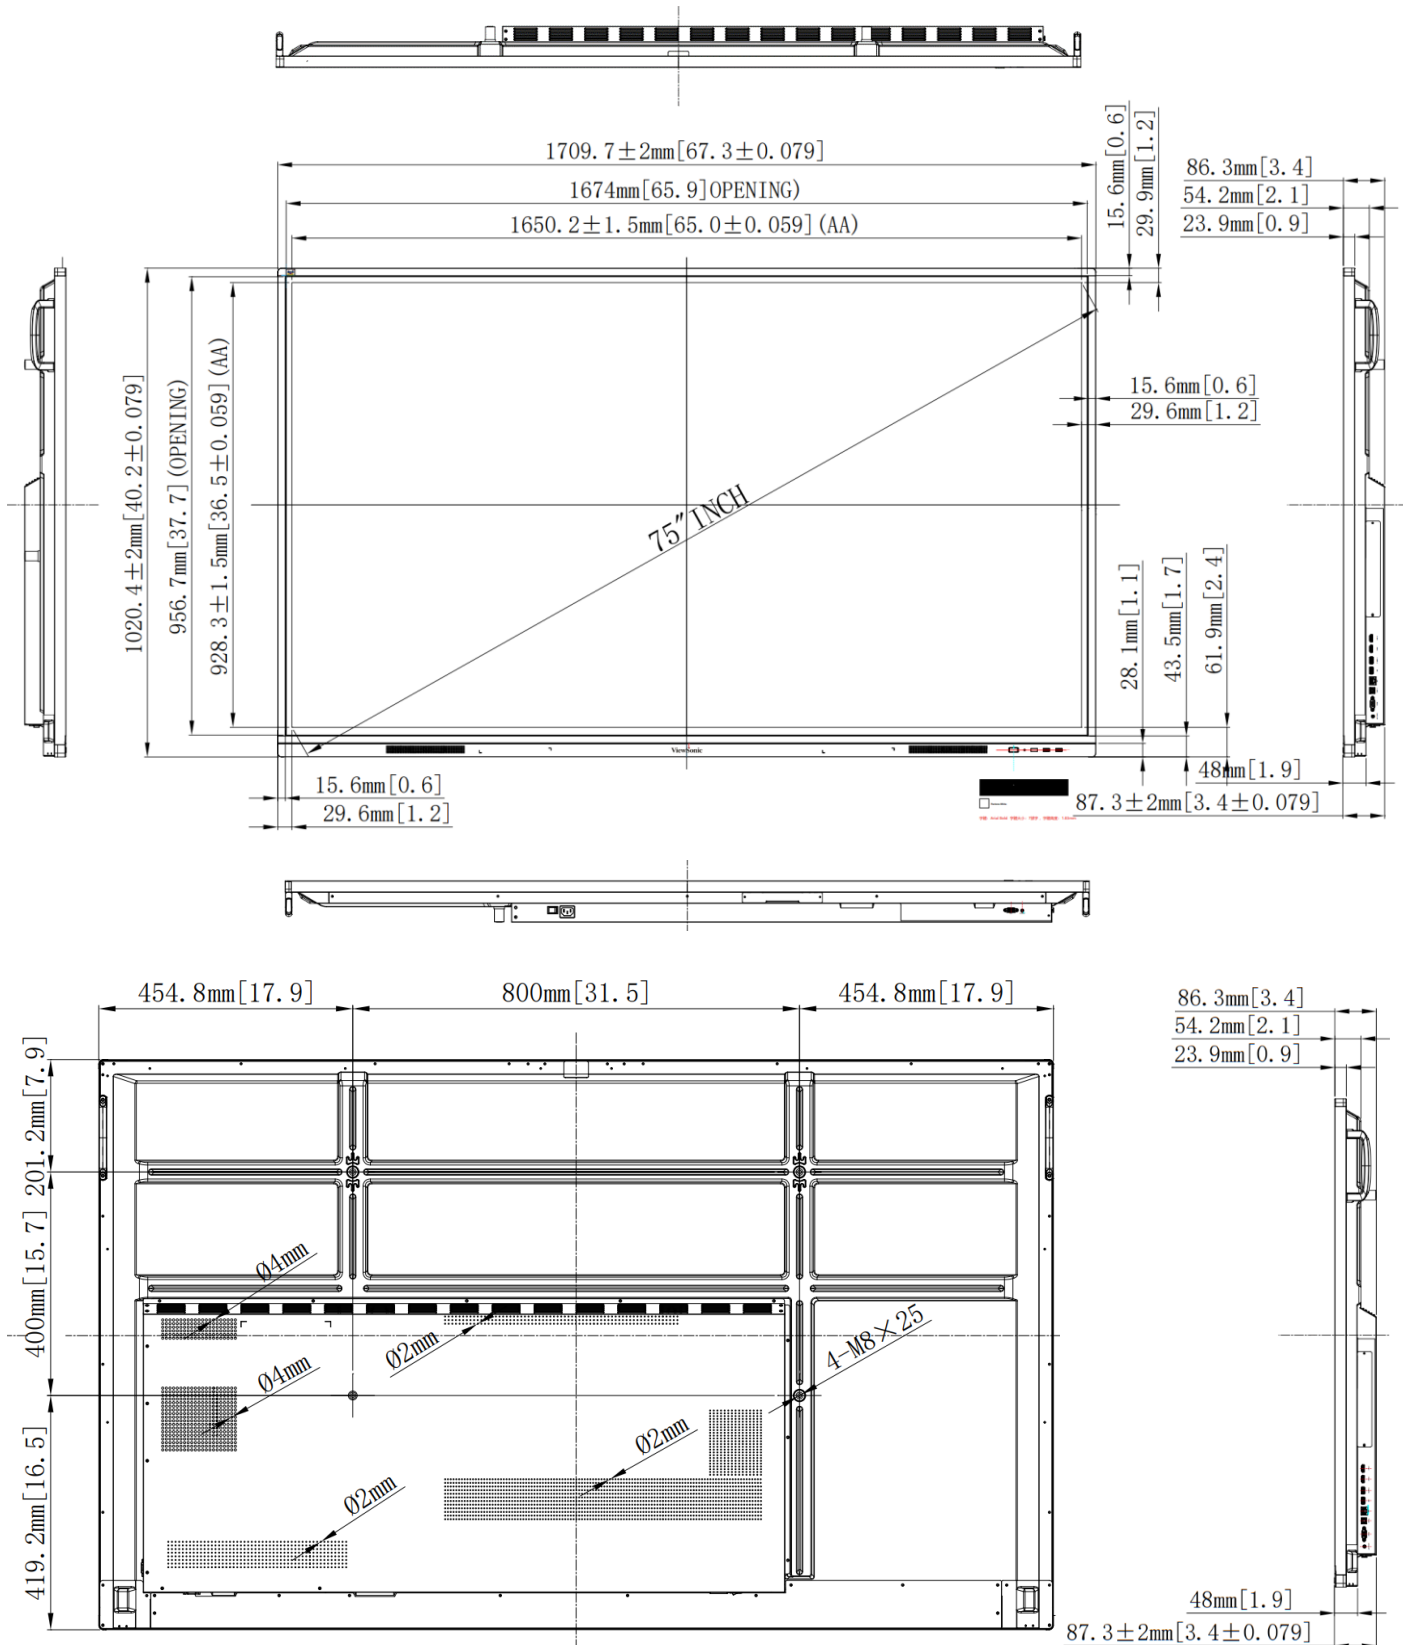 1709.7±2mm[67.3±0.079]
1674mm[65.9]OPENING)
1650.2±1.5mm[65.0±0.059](AA)
15.6mm[0.6]
29.9mm[1.2]
86.3mm[3.4]
54.2mm[2.1]
23.9mm[0.9]
1020.4±2mm[40.2±0.079]
956.7mm[37.7](OPENING)
928.3±1.5mm[36.5±0.059](AA)
15.6mm[0.6]
29.6mm[1.2]
75″INCH
28.1mm[1.1]
43.5mm[1.7]
61.9mm[2.4]
ViewSonic
15.6mm[0.6]
29.6mm[1.2]
48mm[1.9]
87.3±2mm[3.4±0.079]
454.8mm[17.9]
800mm[31.5]
454.8mm[17.9]
86.3mm[3.4]
54.2mm[2.1]
23.9mm[0.9]
201.2mm[7.9]
400mm[15.7]
419.2mm[16.5]
Ø4mm
Ø2mm
Ø4mm
4-M8×25
Ø2mm
Ø2mm
48mm[1.9]
87.3±2mm[3.4±0.079]